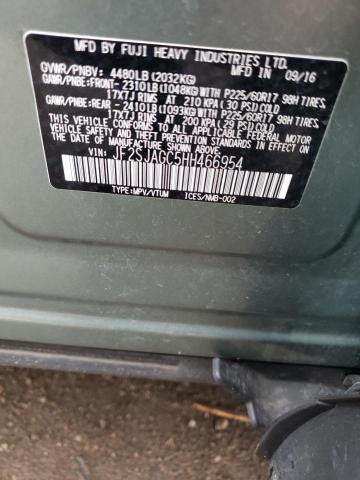 MFD BY FUJI HEAVY INDUSTRIES LTD.
GVWR/PNBV: 4480LB(2032KG) MADE IN 09/16
GAWR/PNBE:FRONT-2310LB(1048KG)WITH P225/60R17 98H TIRES,
17X7J RIMS AT 210 KPA( 30 PSI)COLD
GAWR/PNBE:REAR -2410LB(1093KG)WITH P225/60R17 98H TIRES,
17X7J RIMS AT 200 KPA( 29 PSI)COLD
THIS VEHICLE CONFORMS TO ALL APPLICABLE FEDERAL MOTOR
VEHICLE SAFETY, BUMPER, AND THEFT PREVENTION STANDARDS
IN EFFECT ON THE DATE OF MANUFACTURE SHOWN ABOVE.
VIN: JF2SJAGC5HH466954
TYPE:MPV/VTUM ICES/NMB-002